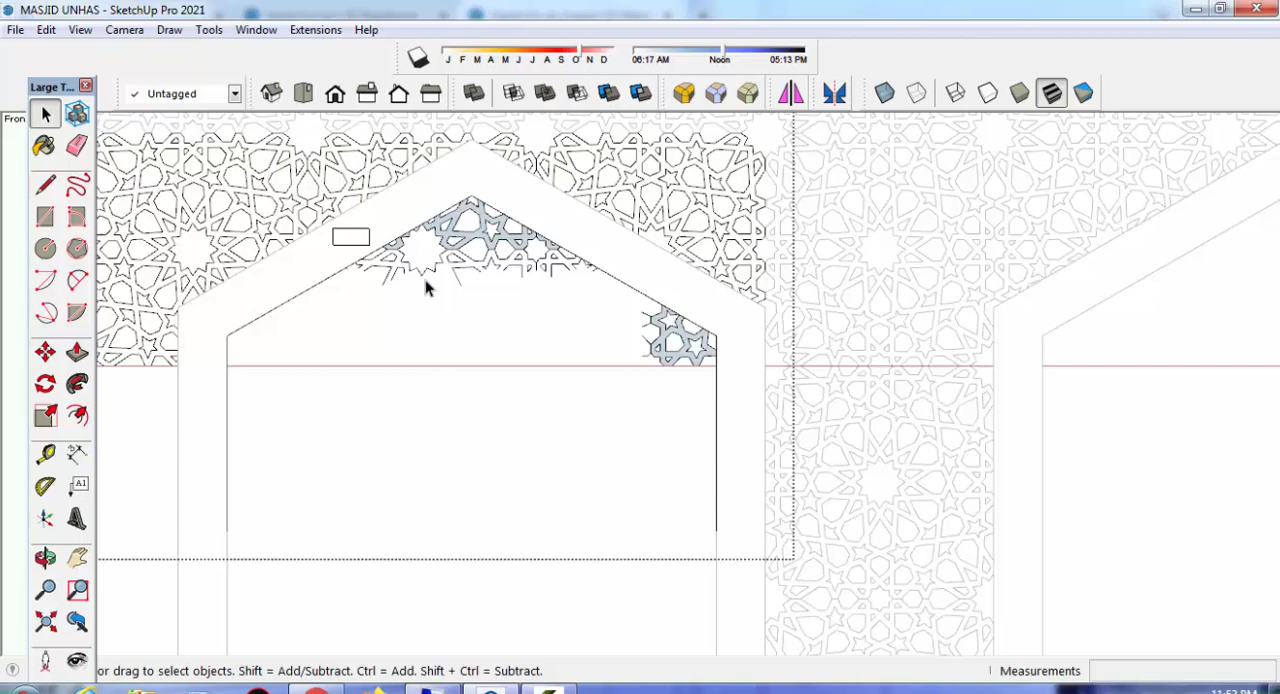 MASJID UNHAS - SketchUp Pro 2021
File Edit View Camera Draw Tools Window Extensions Help
J F M A M J J A S O N D
06:17 AM Noon 05:13 PM
Large T...
Untagged
Fron
A1
or drag to select objects. Shift = Add/Subtract. Ctrl = Add. Shift + Ctrl = Subtract.
Measurements